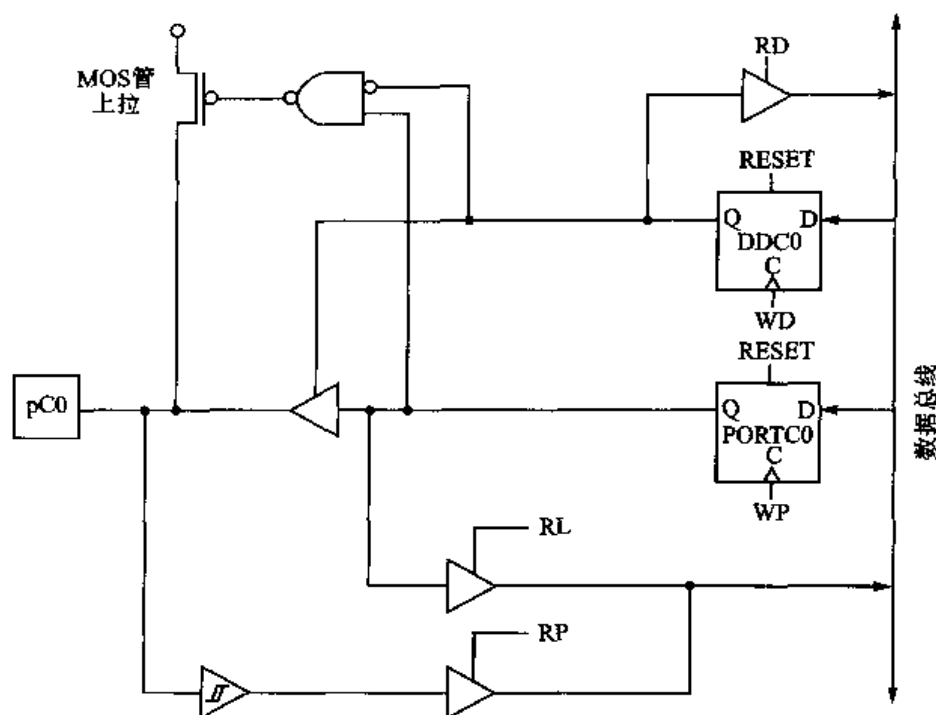 RD
MOS管
上拉
RESET
Q D
DDC0
C
WD
RESET
pC0
Q D
PORTC0
C
WP
数据总线
RL
RP